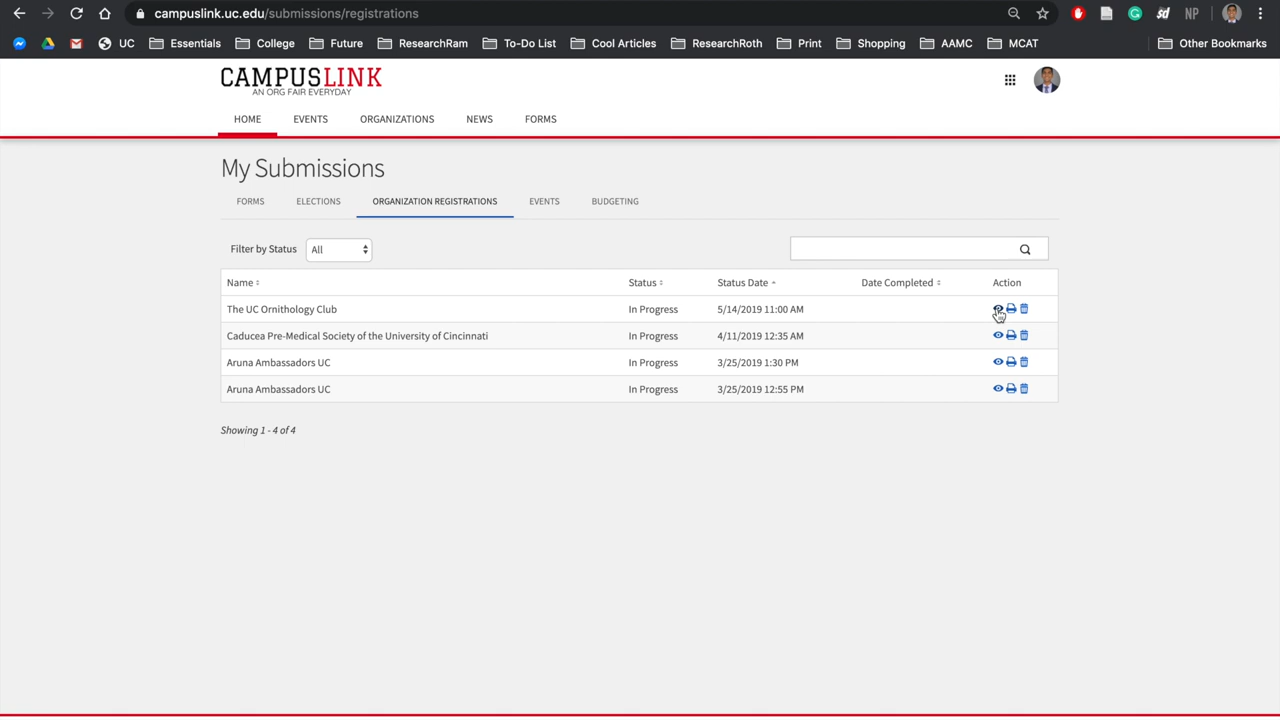 campuslink.uc.edu/submissions/registrations
sd NP
UC Essentials College Future ResearchRam To-Do List Cool Articles ResearchRoth Print Shopping AAMC MCAT Other Bookmarks
CAMPUSLINK
AN ORG FAIR EVERYDAY
HOME EVENTS ORGANIZATIONS NEWS FORMS
My Submissions
FORMS ELECTIONS ORGANIZATION REGISTRATIONS EVENTS BUDGETING
Filter by Status All
Name Status Status Date Date Completed Action
The UC Ornithology Club In Progress 5/14/2019 11:00 AM
Caducea Pre-Medical Society of the University of Cincinnati In Progress 4/11/2019 12:35 AM
Aruna Ambassadors UC In Progress 3/25/2019 1:30 PM
Aruna Ambassadors UC In Progress 3/25/2019 12:55 PM
Showing 1 - 4 of 4